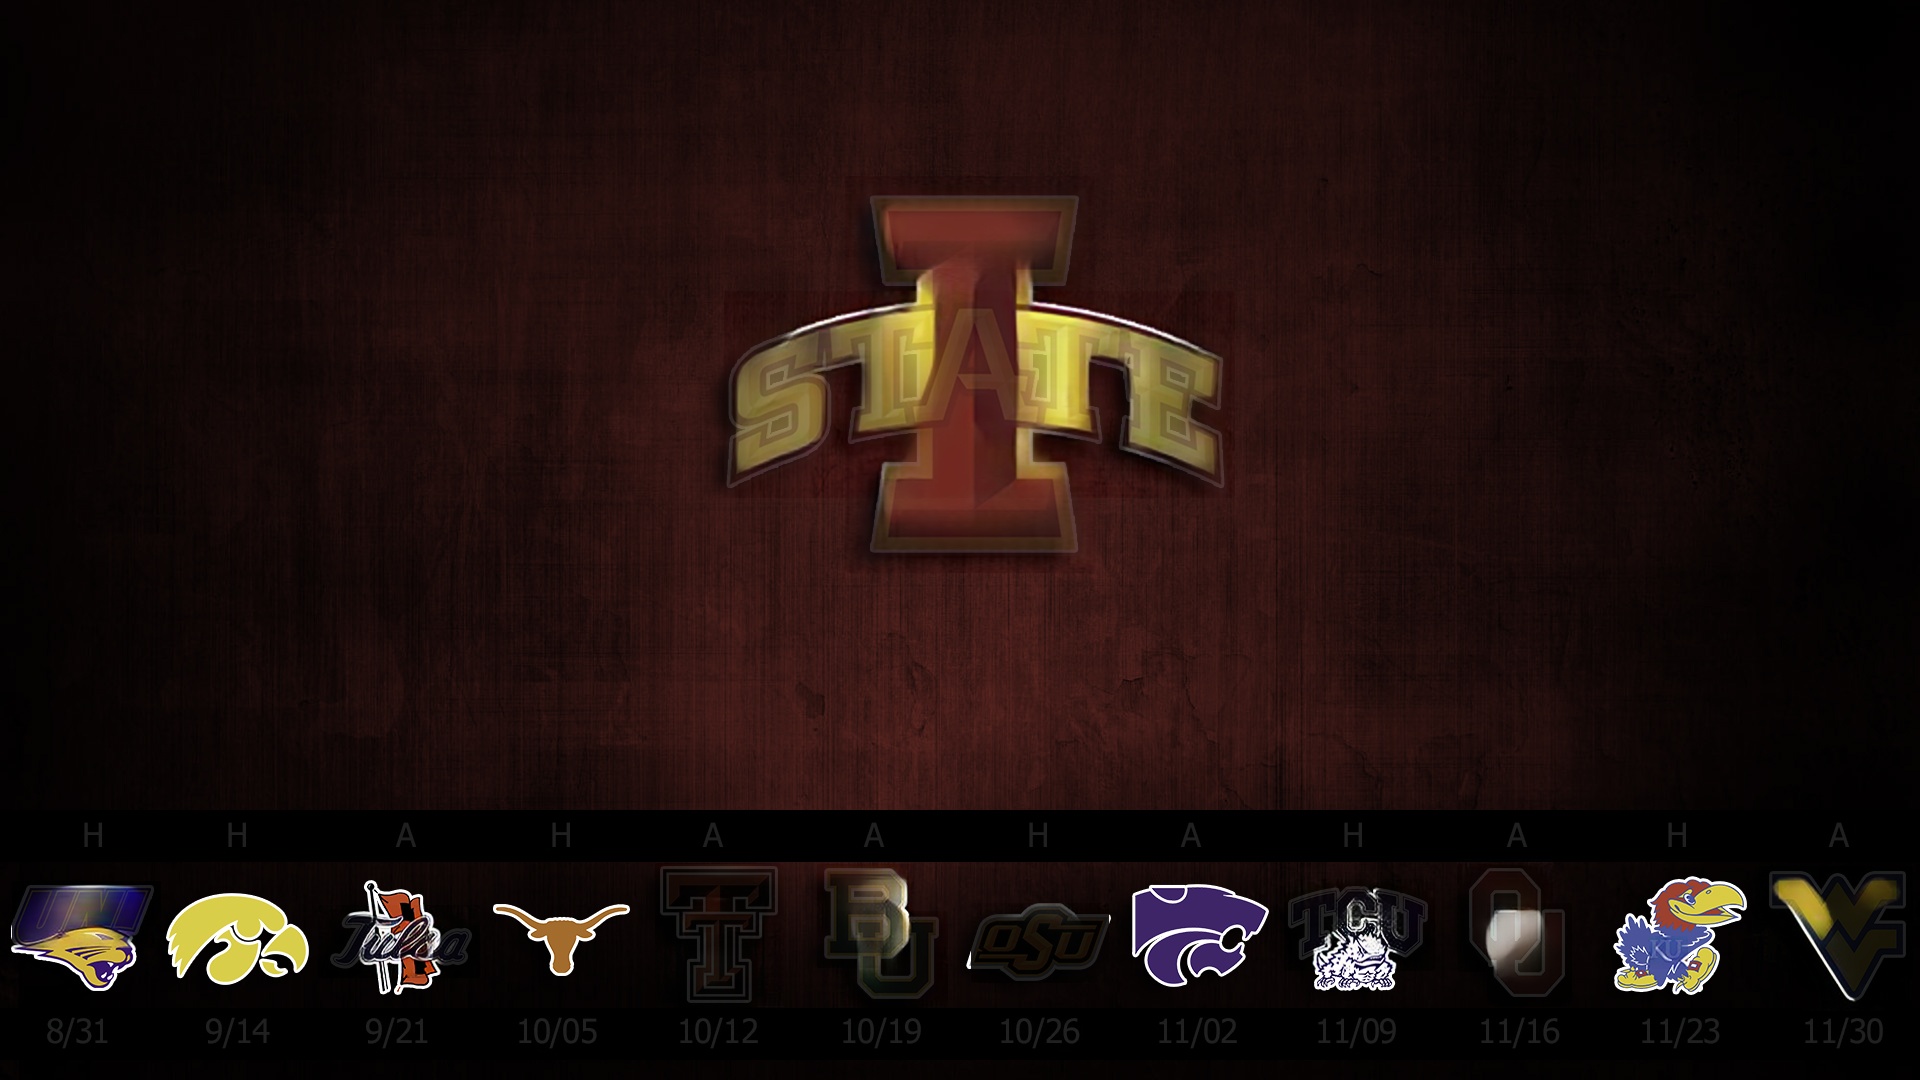 I
STATE
H H A H A A H A H A H A
UNI Tulsa T BU OSU TCU OU KU WV
8/31 9/14 9/21 10/05 10/12 10/19 10/26 11/02 11/09 11/16 11/23 11/30